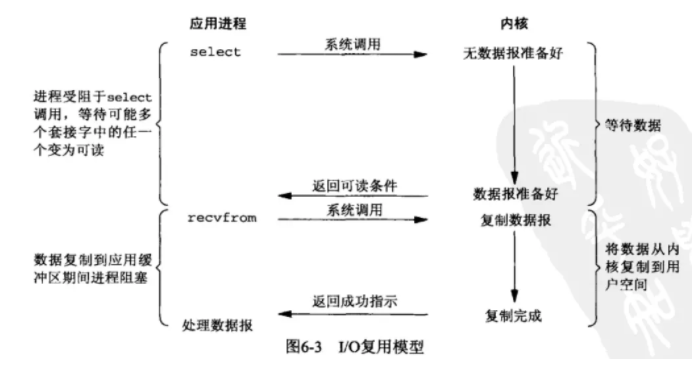 应用进程
内核
select
系统调用
无数据报准备好
进程受阻于select
调用，等待可能多
个套接字中的任一
个变为可读
等待数据
返回可读条件
数据报准备好
recvfrom
系统调用
复制数据报
数据复制到应用缓
冲区期间进程阻塞
将数据从内
核复制到用
户空间
返回成功指示
处理数据报
复制完成
图6-3 I/O复用模型